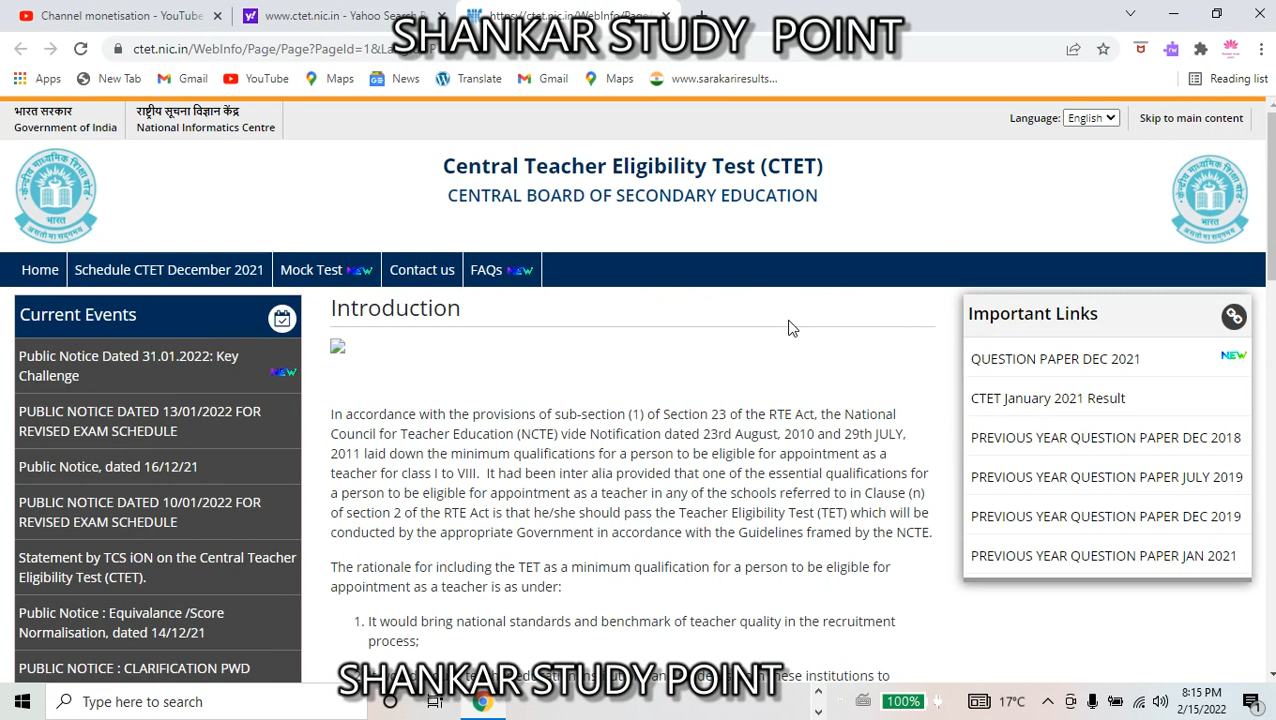 Channel monetisation - YouTube
www.ctet.nic.in - Yahoo Search
https://ctet.nic.in/WebInfo/Page
SHANKAR STUDY POINT
ctet.nic.in/WebInfo/Page/Page?PageId=1&La
Apps
New Tab
Gmail
YouTube
Maps
News
Translate
Gmail
Maps
www.sarakariresults...
Reading list
भारत सरकार
Government of India
राष्ट्रीय सूचना विज्ञान केंद्र
National Informatics Centre
Language: English
Skip to main content
Central Teacher Eligibility Test (CTET)
CENTRAL BOARD OF SECONDARY EDUCATION
केन्द्रीय माध्यमिक शिक्षा बोर्ड
भारत
केन्द्रीय माध्यमिक शिक्षा बोर्ड
भारत
Home
Schedule CTET December 2021
Mock Test NEW
Contact us
FAQs NEW
Current Events
Public Notice Dated 31.01.2022: Key
Challenge NEW
PUBLIC NOTICE DATED 13/01/2022 FOR
REVISED EXAM SCHEDULE
Public Notice, dated 16/12/21
PUBLIC NOTICE DATED 10/01/2022 FOR
REVISED EXAM SCHEDULE
Statement by TCS iON on the Central Teacher
Eligibility Test (CTET).
Public Notice : Equivalance /Score
Normalisation, dated 14/12/21
PUBLIC NOTICE : CLARIFICATION PWD
Introduction
In accordance with the provisions of sub-section (1) of Section 23 of the RTE Act, the National
Council for Teacher Education (NCTE) vide Notification dated 23rd August, 2010 and 29th JULY,
2011 laid down the minimum qualifications for a person to be eligible for appointment as a
teacher for class I to VIII. It had been inter alia provided that one of the essential qualifications for
a person to be eligible for appointment as a teacher in any of the schools referred to in Clause (n)
of section 2 of the RTE Act is that he/she should pass the Teacher Eligibility Test (TET) which will be
conducted by the appropriate Government in accordance with the Guidelines framed by the NCTE.
The rationale for including the TET as a minimum qualification for a person to be eligible for
appointment as a teacher is as under:
1. It would bring national standards and benchmark of teacher quality in the recruitment
process;
these institutions to
SHANKAR STUDY POINT
Important Links
QUESTION PAPER DEC 2021 NEW
CTET January 2021 Result
PREVIOUS YEAR QUESTION PAPER DEC 2018
PREVIOUS YEAR QUESTION PAPER JULY 2019
PREVIOUS YEAR QUESTION PAPER DEC 2019
PREVIOUS YEAR QUESTION PAPER JAN 2021
Type here to search
100%
17°C
8:15 PM
2/15/2022
1